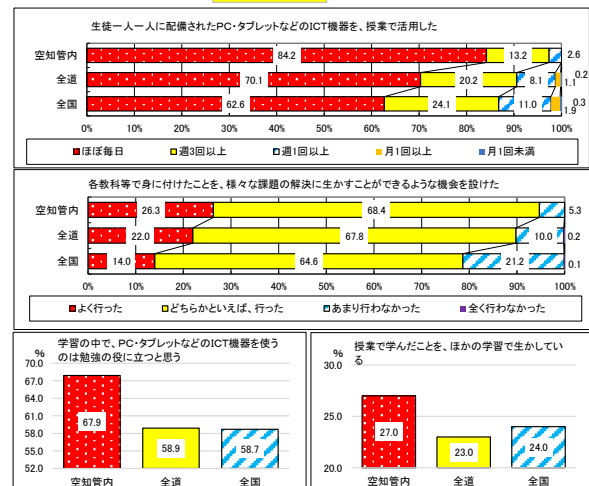 生徒一人一人に配備されたPC・タブレットなどのICT機器を、授業で活用した
空知管内 84.2 13.2 2.6
全道 70.1 20.2 8.1 1.1 0.2
全国 62.6 24.1 11.0 1.9 0.3
0% 10% 20% 30% 40% 50% 60% 70% 80% 90% 100%
ほぼ毎日 週3回以上 週1回以上 月1回以上 月1回未満
各教科等で身に付けたことを、様々な課題の解決に生かすことができるような機会を設けた
空知管内 26.3 68.4 5.3
全道 22.0 67.8 10.0 0.2
全国 14.0 64.6 21.2 0.1
0% 10% 20% 30% 40% 50% 60% 70% 80% 90% 100%
よく行った どちらかといえば、行った あまり行わなかった 全く行わなかった
学習の中で、PC・タブレットなどのICT機器を使う
のは勉強の役に立つと思う
%
70.0
67.0
64.0
61.0
58.0
55.0
52.0
67.9 58.9 58.7
空知管内 全道 全国
授業で学んだことを、ほかの学習で生かしてい
る
%
30.0
25.0
20.0
27.0 23.0 24.0
空知管内 全道 全国